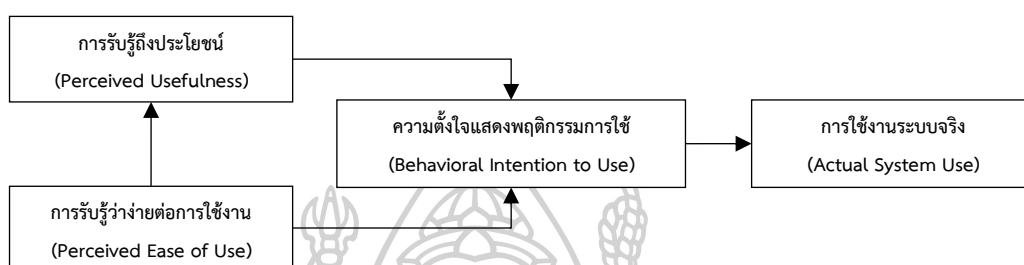 การรับรู้ถึงประโยชน์
(Perceived Usefulness)
ความตั้งใจแสดงพฤติกรรมการใช้
(Behavioral Intention to Use)
การใช้งานระบบจริง
(Actual System Use)
การรับรู้ว่าง่ายต่อการใช้งาน
(Perceived Ease of Use)